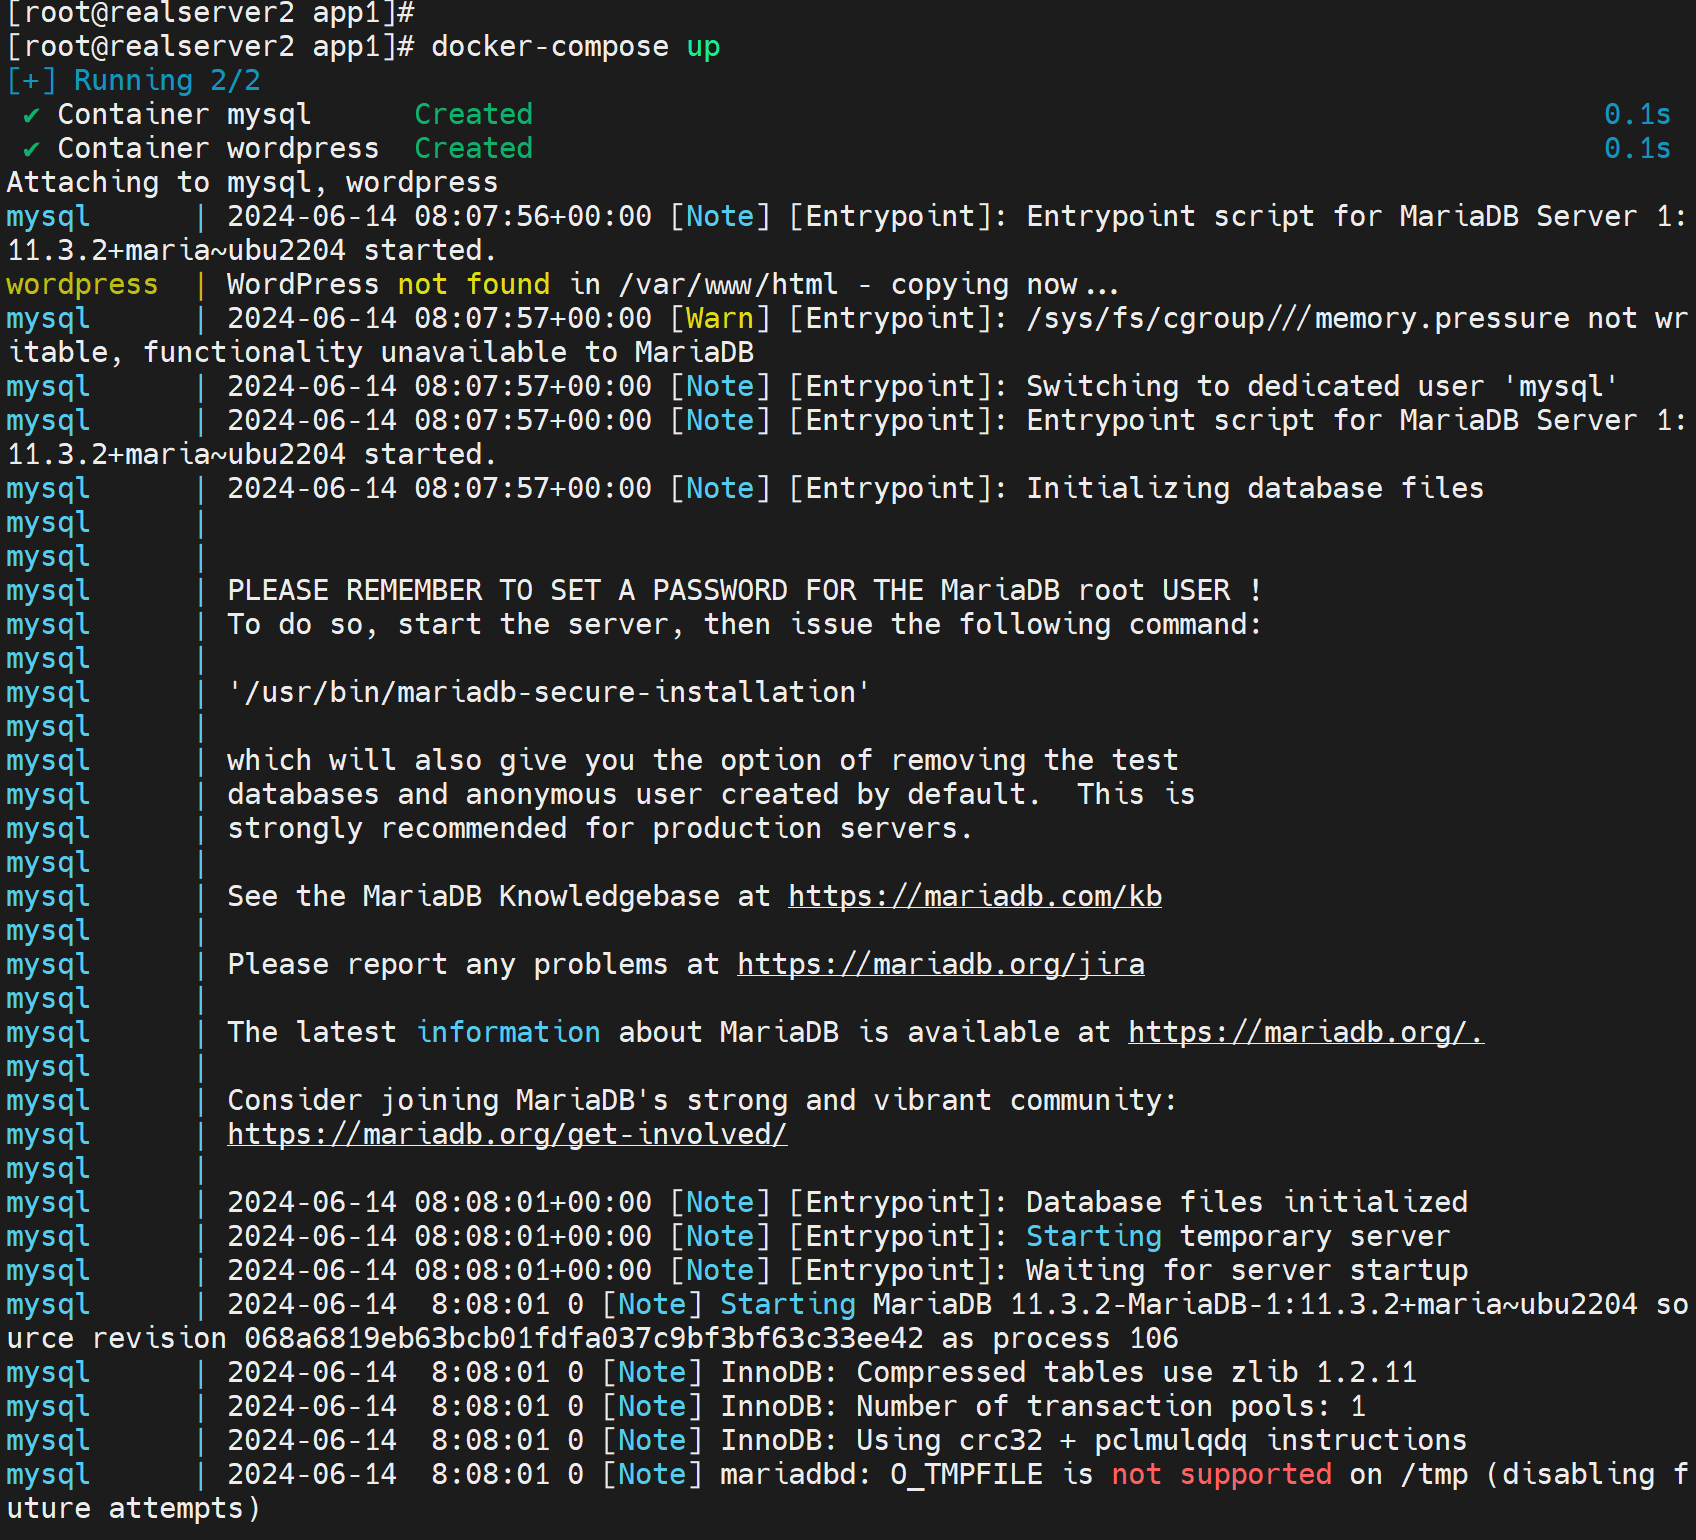 [root@realserver2 app1]#
[root@realserver2 app1]# docker-compose up
[+] Running 2/2
 ✔ Container mysql      Created                                                               0.1s
 ✔ Container wordpress  Created                                                               0.1s
Attaching to mysql, wordpress
mysql      | 2024-06-14 08:07:56+00:00 [Note] [Entrypoint]: Entrypoint script for MariaDB Server 1:
11.3.2+maria~ubu2204 started.
wordpress  | WordPress not found in /var/www/html - copying now...
mysql      | 2024-06-14 08:07:57+00:00 [Warn] [Entrypoint]: /sys/fs/cgroup///memory.pressure not wr
itable, functionality unavailable to MariaDB
mysql      | 2024-06-14 08:07:57+00:00 [Note] [Entrypoint]: Switching to dedicated user 'mysql'
mysql      | 2024-06-14 08:07:57+00:00 [Note] [Entrypoint]: Entrypoint script for MariaDB Server 1:
11.3.2+maria~ubu2204 started.
mysql      | 2024-06-14 08:07:57+00:00 [Note] [Entrypoint]: Initializing database files
mysql      |
mysql      |
mysql      | PLEASE REMEMBER TO SET A PASSWORD FOR THE MariaDB root USER !
mysql      | To do so, start the server, then issue the following command:
mysql      |
mysql      | '/usr/bin/mariadb-secure-installation'
mysql      |
mysql      | which will also give you the option of removing the test
mysql      | databases and anonymous user created by default.  This is
mysql      | strongly recommended for production servers.
mysql      |
mysql      | See the MariaDB Knowledgebase at https://mariadb.com/kb
mysql      |
mysql      | Please report any problems at https://mariadb.org/jira
mysql      |
mysql      | The latest information about MariaDB is available at https://mariadb.org/.
mysql      |
mysql      | Consider joining MariaDB's strong and vibrant community:
mysql      | https://mariadb.org/get-involved/
mysql      |
mysql      | 2024-06-14 08:08:01+00:00 [Note] [Entrypoint]: Database files initialized
mysql      | 2024-06-14 08:08:01+00:00 [Note] [Entrypoint]: Starting temporary server
mysql      | 2024-06-14 08:08:01+00:00 [Note] [Entrypoint]: Waiting for server startup
mysql      | 2024-06-14  8:08:01 0 [Note] Starting MariaDB 11.3.2-MariaDB-1:11.3.2+maria~ubu2204 so
urce revision 068a6819eb63bcb01fdfa037c9bf3bf63c33ee42 as process 106
mysql      | 2024-06-14  8:08:01 0 [Note] InnoDB: Compressed tables use zlib 1.2.11
mysql      | 2024-06-14  8:08:01 0 [Note] InnoDB: Number of transaction pools: 1
mysql      | 2024-06-14  8:08:01 0 [Note] InnoDB: Using crc32 + pclmulqdq instructions
mysql      | 2024-06-14  8:08:01 0 [Note] mariadbd: O_TMPFILE is not supported on /tmp (disabling f
uture attempts)